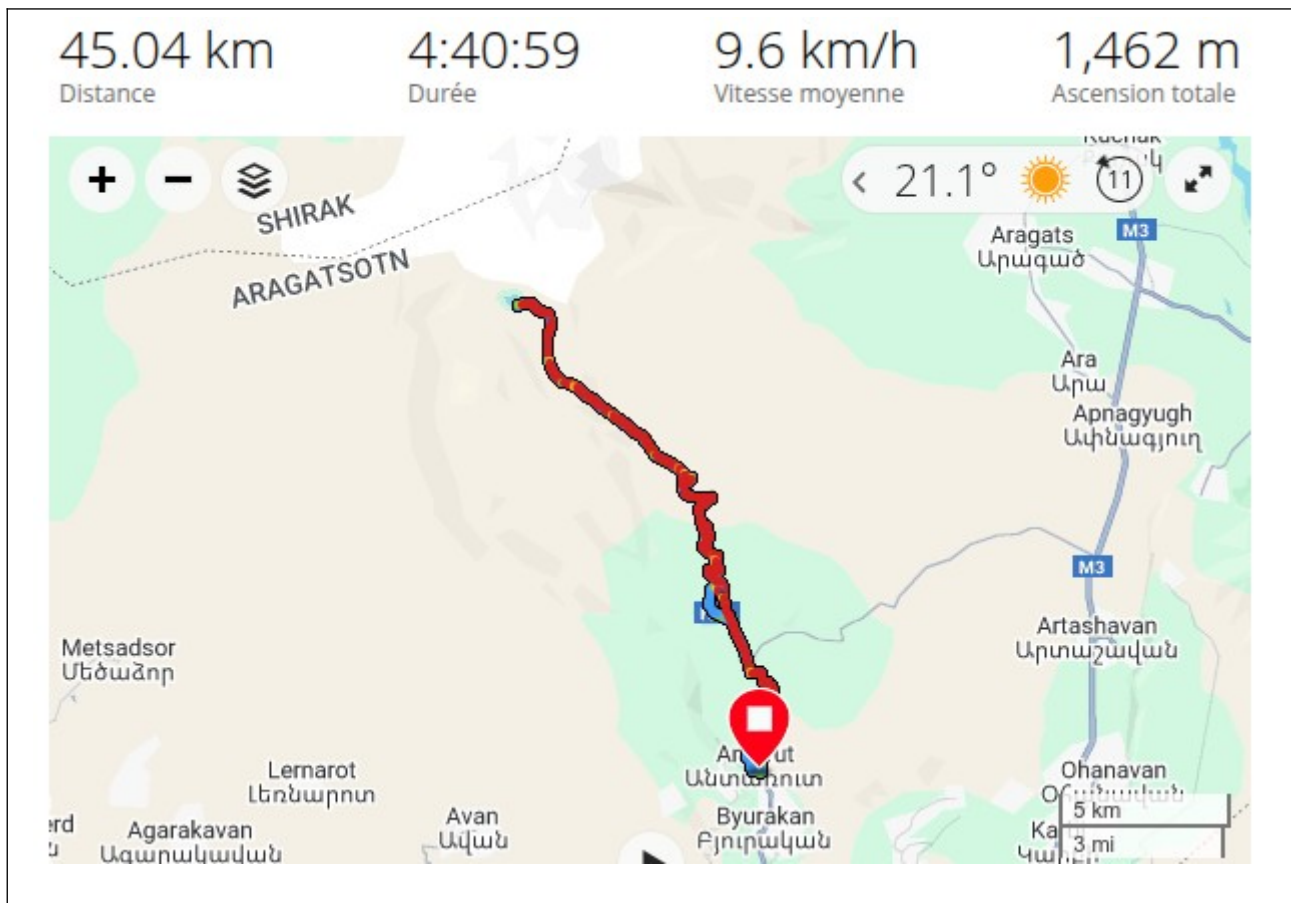 45.04 km
Distance
4:40:59
Durée
9.6 km/h
Vitesse moyenne
1,462 m
Ascension totale
SHIRAK
ARAGATSOTN
21.1°
11
M3
Aragats
Արագած
Ara
Արա
Apnagyugh
Ափնագյուղ
M3
Artashavan
Արտաշավան
Metsadsor
Մեծաձոր
Անտառուտ
Lernarot
Լեռնարոտ
Ohanavan
Avan
Ավան
Byurakan
Բյուրական
Agarakavan
Ագարակավան
5 km
3 mi